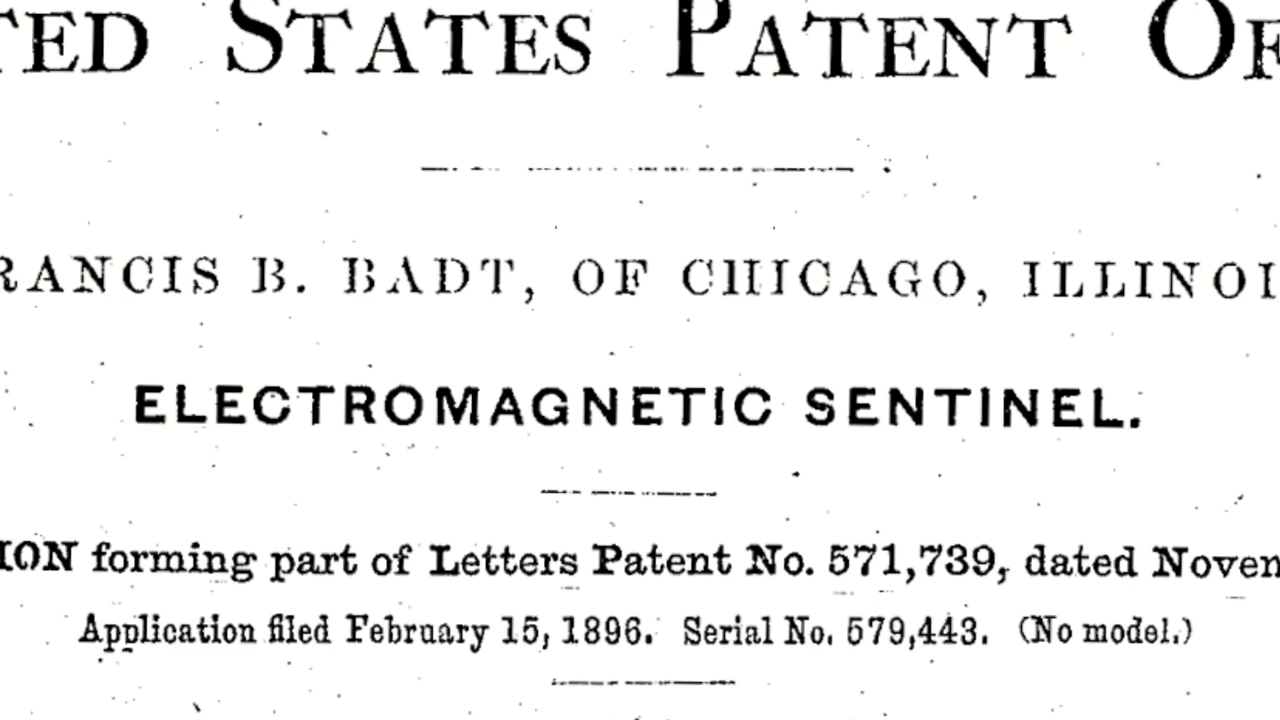 TED STATES PATENT OF
RANCIS B. BADT, OF CHICAGO, ILLINOI
ELECTROMAGNETIC SENTINEL.
ION forming part of Letters Patent No. 571,739, dated Novem
Application filed February 15, 1896. Serial No. 579,443. (No model.)